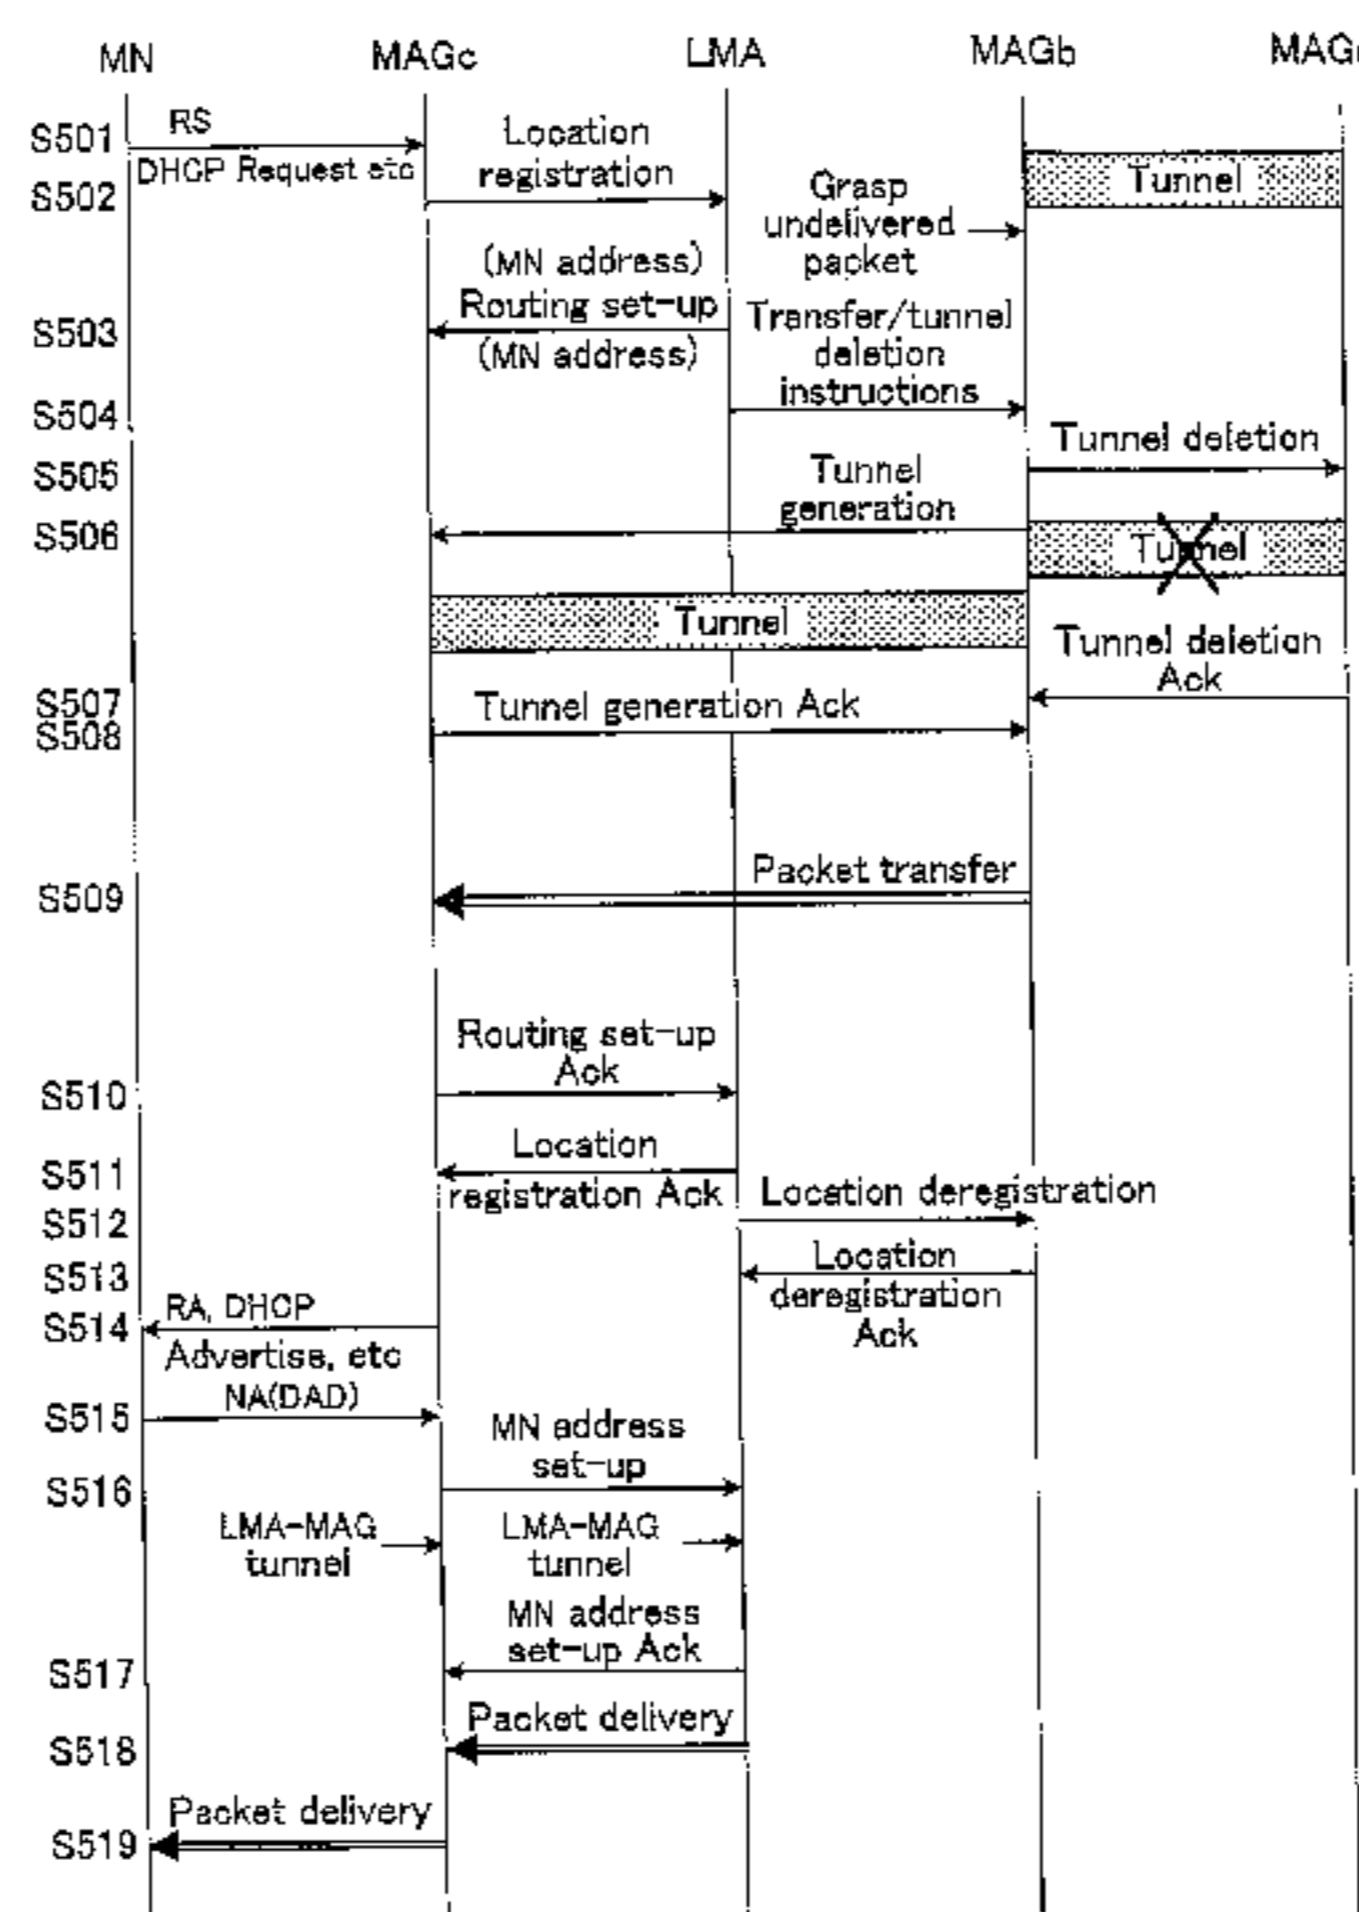 MN MAGc LMA MAGb MAG
S501 RS
DHCP Request etc
Location
registration
Tunnel
S502
Grasp
undelivered
packet
(MN address)
Routing set-up
S503
(MN address)
Transfer/tunnel
deletion
instructions
S504
Tunnel deletion
S505
Tunnel
generation
S506
Tunnel
Tunnel
Tunnel deletion
Ack
S507
Tunnel generation Ack
S508
Packet transfer
S509
Routing set-up
Ack
S510
Location
S511
registration Ack
Location deregistration
S512
Location
S513
deregistration
Ack
RA, DHCP
S514
Advertise, etc
NA(DAD)
S515
MN address
set-up
S516
LMA-MAG
tunnel
LMA-MAG
tunnel
MN address
set-up Ack
S517
Packet delivery
S518
Packet delivery
S519